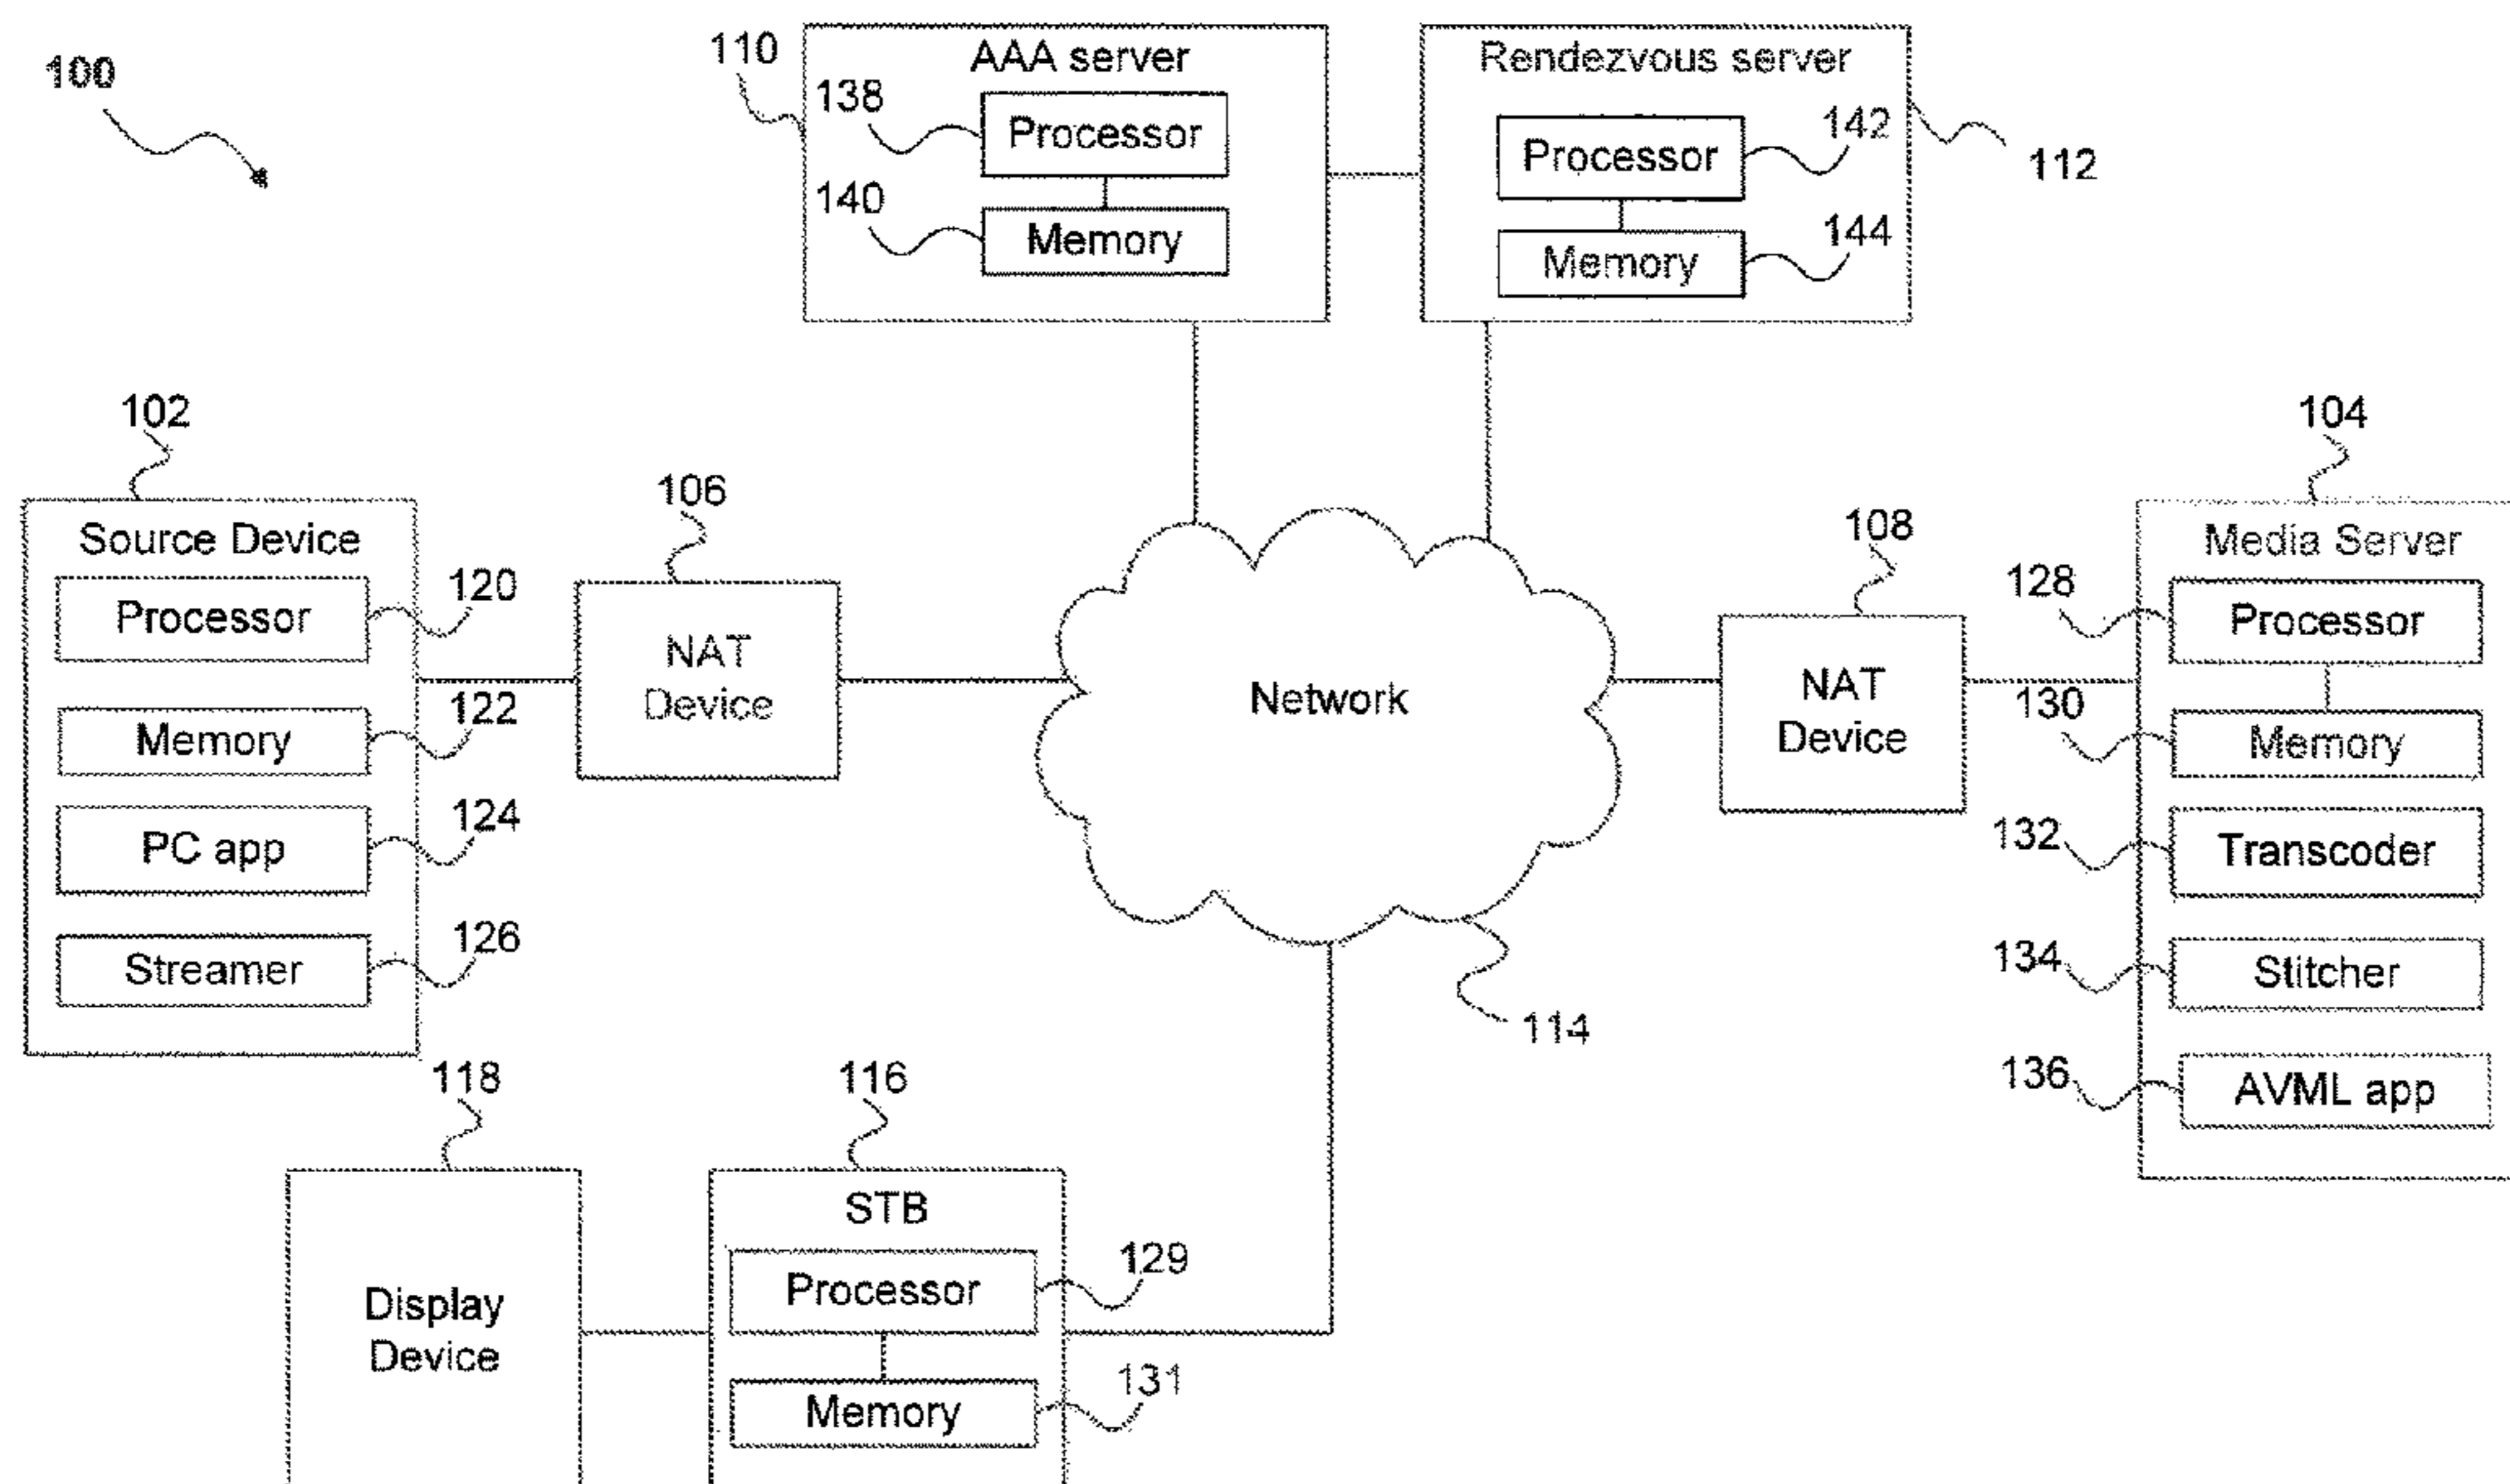 100
110
AAA server
138
Processor
140
Memory
Rendezvous server
Processor
142
Memory
144
112
102
Source Device
Processor
120
Memory
122
PC app
124
Streamer
126
106
NAT
Device
Network
114
108
NAT
Device
104
Media Server
128
Processor
130
Memory
132
Transcoder
134
Stitcher
136
AVML app
118
Display
Device
116
STB
Processor
129
Memory
131